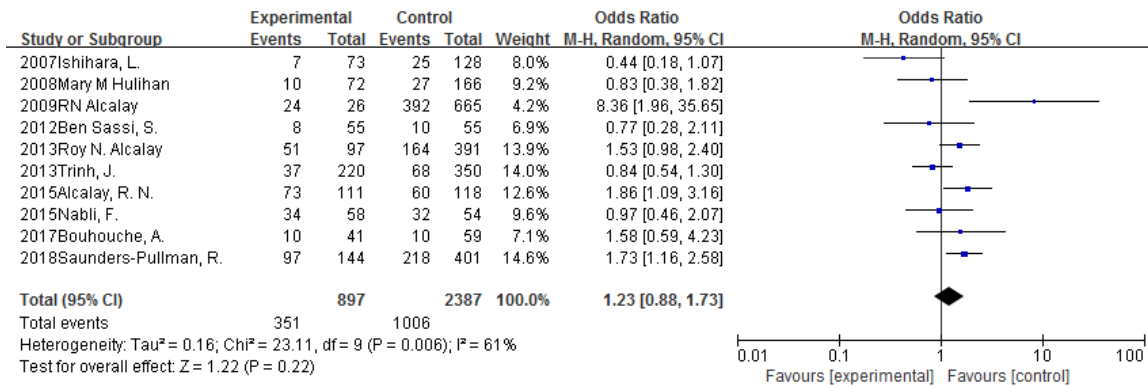 Experimental Control Odds Ratio Odds Ratio
Study or Subgroup Events Total Events Total Weight M-H, Random, 95% CI M-H, Random, 95% CI
2007Ishihara, L. 7 73 25 128 8.0% 0.44 [0.18, 1.07]
2008Mary M Hulihan 10 72 27 166 9.2% 0.83 [0.38, 1.82]
2009RN Alcalay 24 26 392 665 4.2% 8.36 [1.96, 35.65]
2012Ben Sassi, S. 8 55 10 55 6.9% 0.77 [0.28, 2.11]
2013Roy N. Alcalay 51 97 164 391 13.9% 1.53 [0.98, 2.40]
2013Trinh, J. 37 220 68 350 14.0% 0.84 [0.54, 1.30]
2015Alcalay, R. N. 73 111 60 118 12.6% 1.86 [1.09, 3.16]
2015Nabli, F. 34 58 32 54 9.6% 0.97 [0.46, 2.07]
2017Bouhouche, A. 10 41 10 59 7.1% 1.58 [0.59, 4.23]
2018Saunders-Pullman, R. 97 144 218 401 14.6% 1.73 [1.16, 2.58]
Total (95% CI) 897 2387 100.0% 1.23 [0.88, 1.73]
Total events 351 1006
Heterogeneity: Tau² = 0.16; Chi² = 23.11, df = 9 (P = 0.006); I² = 61%
Test for overall effect: Z = 1.22 (P = 0.22)
0.01 0.1 1 10 100
Favours [experimental] Favours [control]